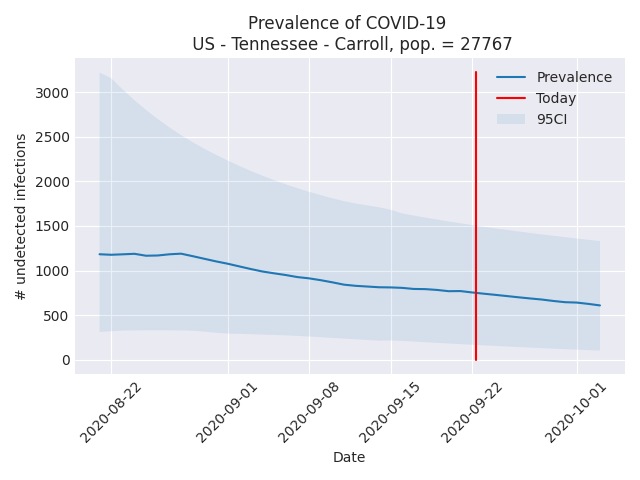 Prevalence of COVID-19
US - Tennessee - Carroll, pop. = 27767
Prevalence
Today
95CI
# undetected infections
3000
2500
2000
1500
1000
500
0
2020-08-22
2020-09-01
2020-09-08
2020-09-15
2020-09-22
2020-10-01
Date